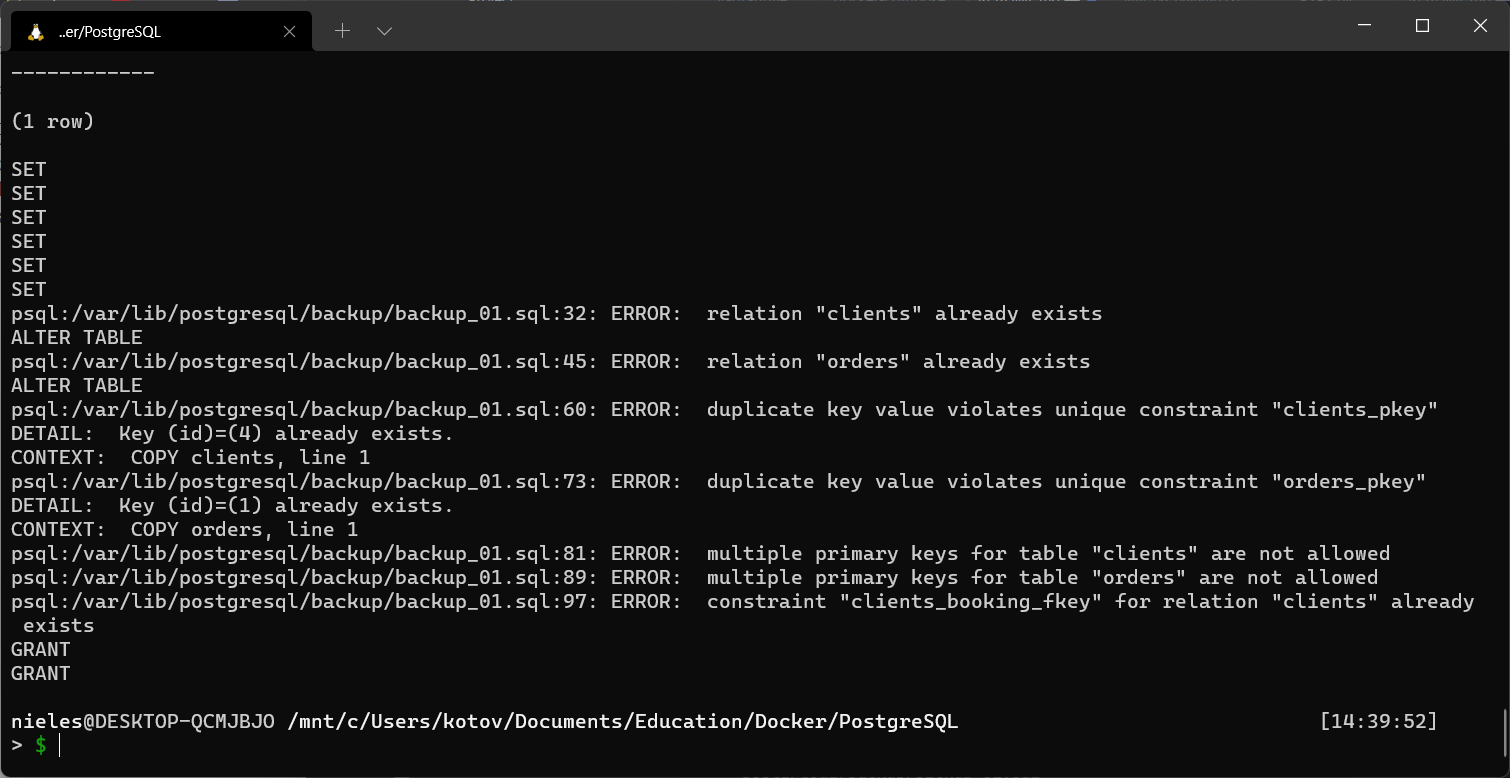 ..er/PostgreSQL
------------
(1 row)
SET
SET
SET
SET
SET
SET
psql:/var/lib/postgresql/backup/backup_01.sql:32: ERROR:  relation "clients" already exists
ALTER TABLE
psql:/var/lib/postgresql/backup/backup_01.sql:45: ERROR:  relation "orders" already exists
ALTER TABLE
psql:/var/lib/postgresql/backup/backup_01.sql:60: ERROR:  duplicate key value violates unique constraint "clients_pkey"
DETAIL:  Key (id)=(4) already exists.
CONTEXT:  COPY clients, line 1
psql:/var/lib/postgresql/backup/backup_01.sql:73: ERROR:  duplicate key value violates unique constraint "orders_pkey"
DETAIL:  Key (id)=(1) already exists.
CONTEXT:  COPY orders, line 1
psql:/var/lib/postgresql/backup/backup_01.sql:81: ERROR:  multiple primary keys for table "clients" are not allowed
psql:/var/lib/postgresql/backup/backup_01.sql:89: ERROR:  multiple primary keys for table "orders" are not allowed
psql:/var/lib/postgresql/backup/backup_01.sql:97: ERROR:  constraint "clients_booking_fkey" for relation "clients" already
 exists
GRANT
GRANT
nieles@DESKTOP-QCMJBJO /mnt/c/Users/kotov/Documents/Education/Docker/PostgreSQL [14:39:52]
> $